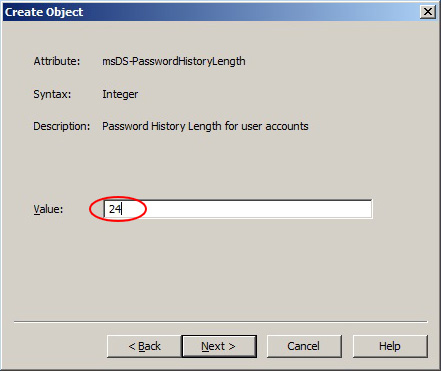 Create Object
Attribute: msDS-PasswordHistoryLength
Syntax: Integer
Description: Password History Length for user accounts
Value: 24
< Back Next > Cancel Help